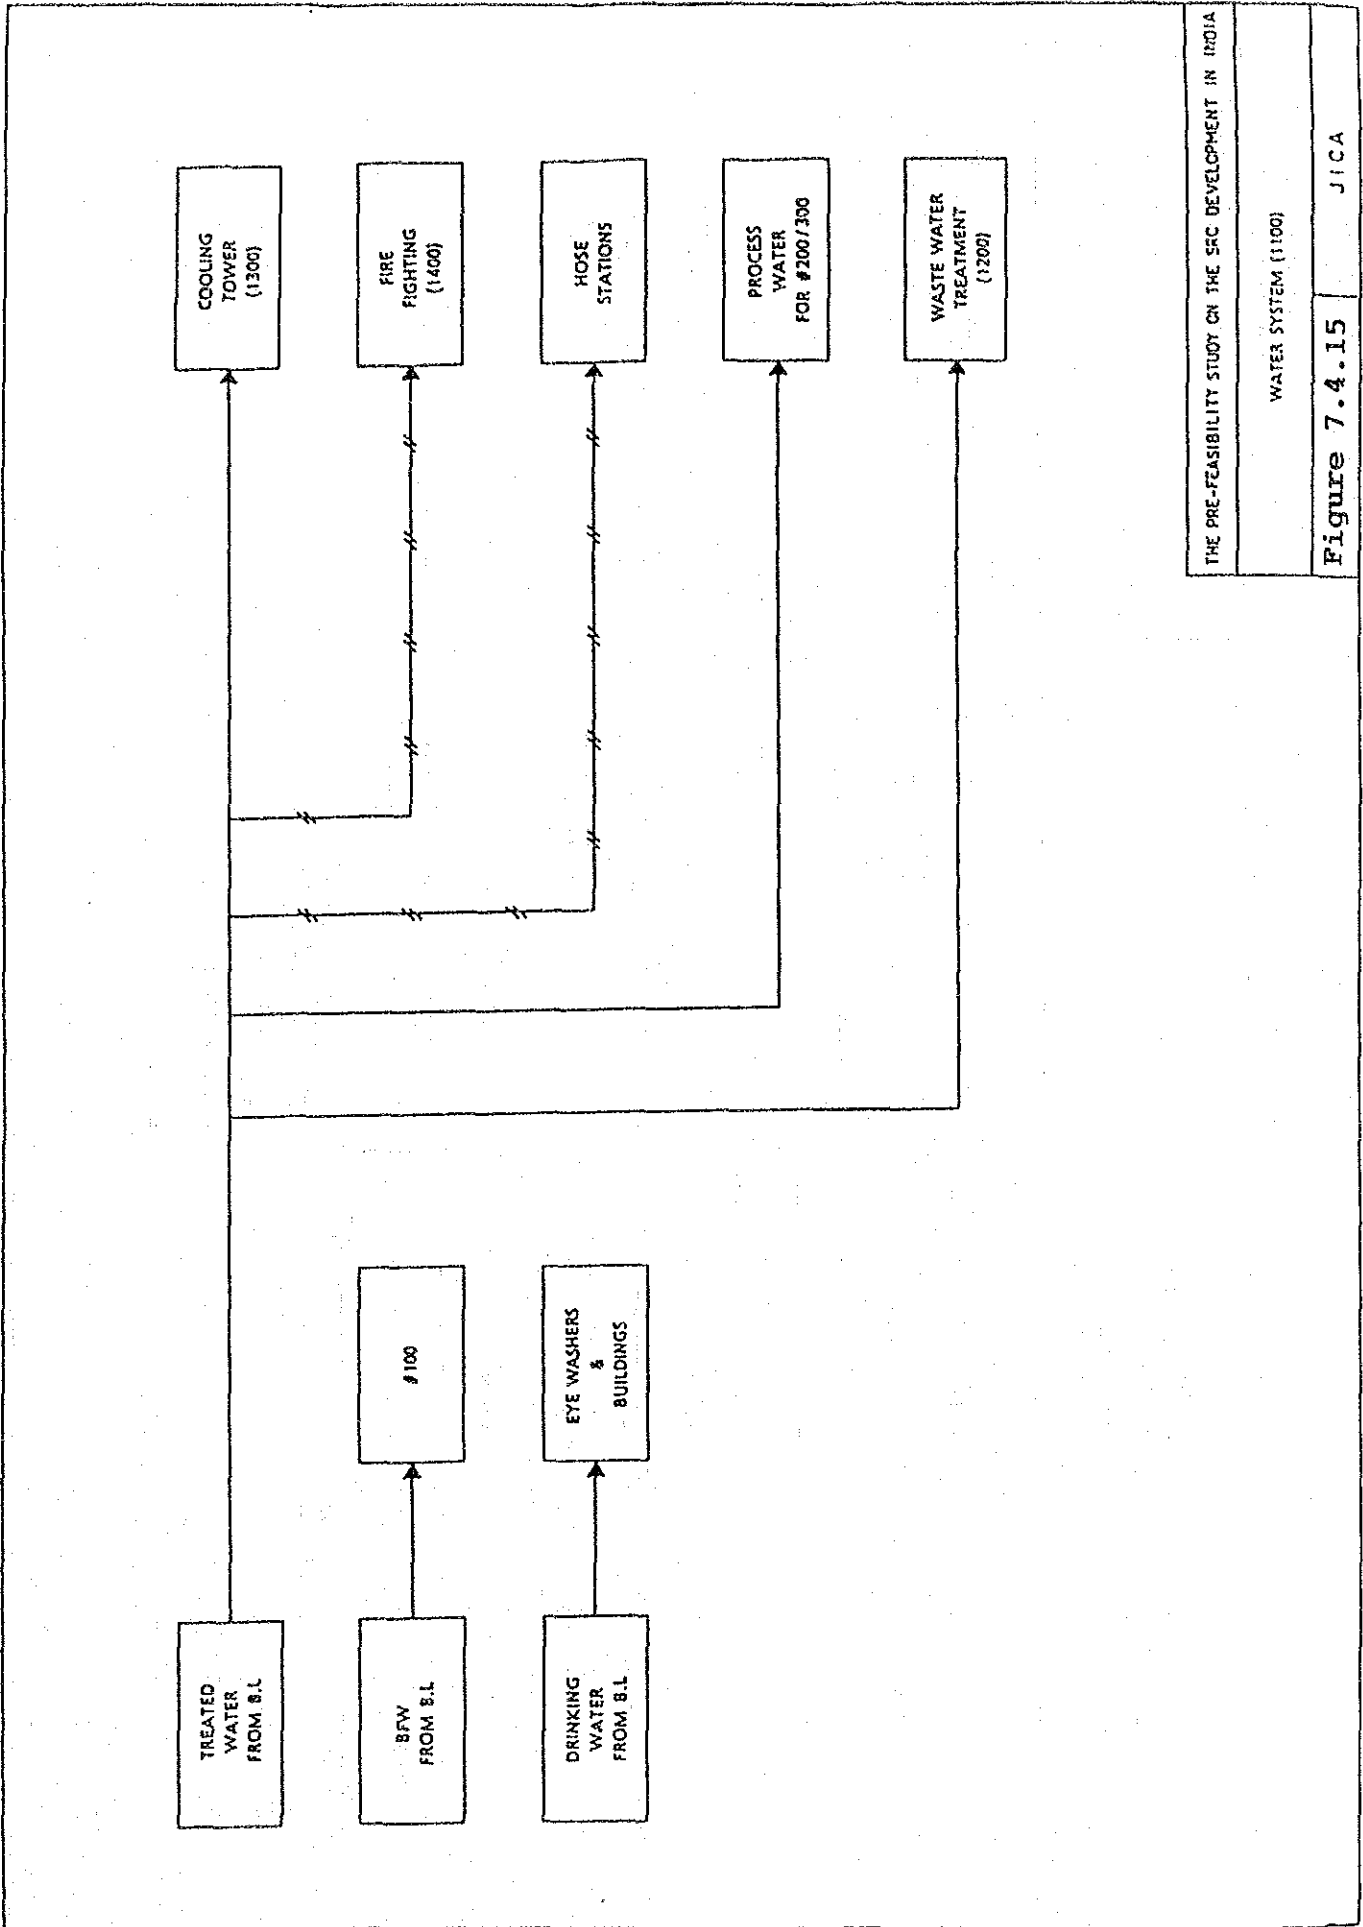 TREATED
WATER
FROM B.L
BFW
FROM B.L
DRINKING
WATER
FROM B.L
#100
EYE WASHERS
&
BUILDINGS
COOLING
TOWER
(1300)
FIRE
FIGHTING
(1400)
HOSE
STATIONS
PROCESS
WATER
FOR #200/300
WASTE WATER
TREATMENT
(1200)
THE PRE-FEASIBILITY STUDY ON THE SRC DEVELOPMENT IN INDIA
WATER SYSTEM (1100)
Figure 7.4.15
JICA